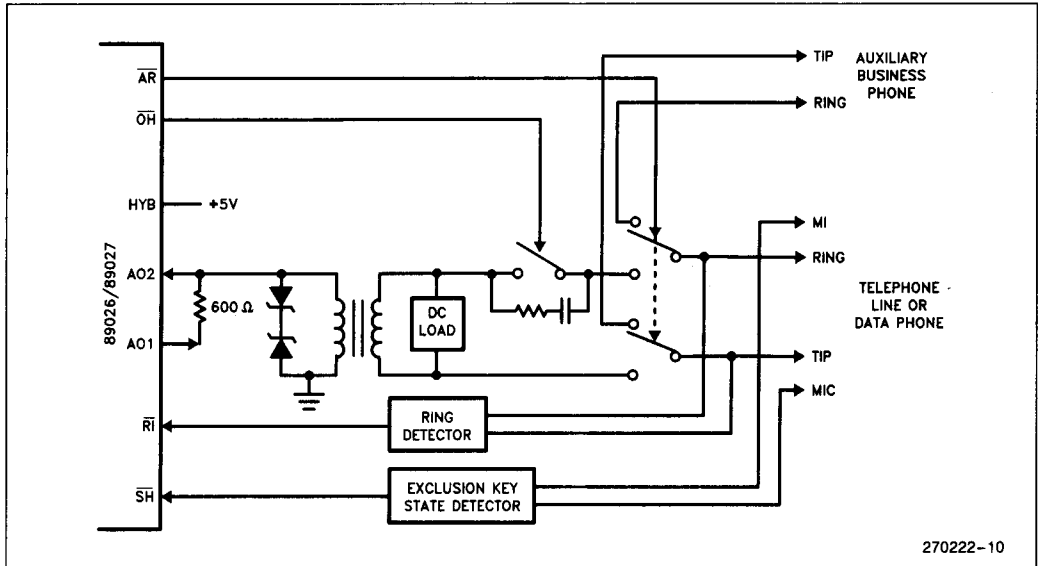 TIP
AUXILIARY
BUSINESS
PHONE
RING
AR
OH
HYB
+5V
AO2
600 Ω
AO1
89026/89027
DC
LOAD
MI
RING
TELEPHONE
LINE OR
DATA PHONE
TIP
MIC
RI
RING
DETECTOR
SH
EXCLUSION KEY
STATE DETECTOR
270222-10